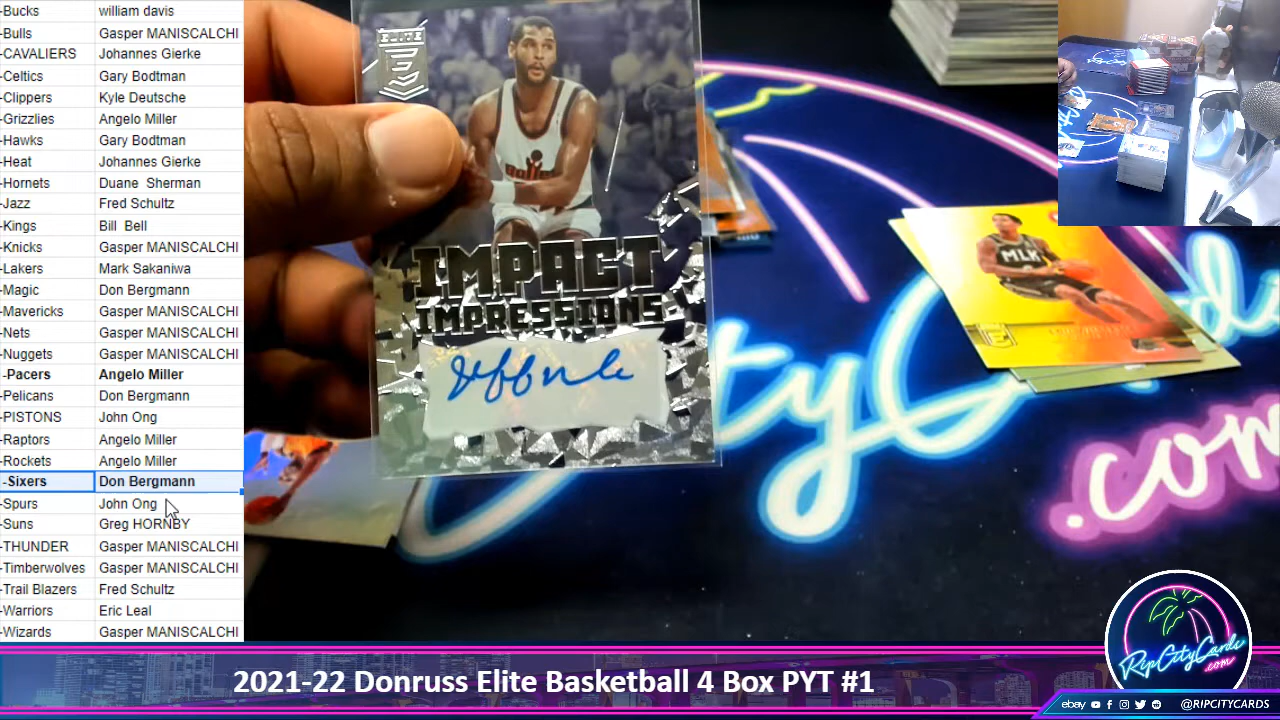 -Bucks william davis
-Bulls Gasper MANISCALCHI
-CAVALIERS Johannes Gierke
-Celtics Gary Bodtman
-Clippers Kyle Deutsche
-Grizzlies Angelo Miller
-Hawks Gary Bodtman
-Heat Johannes Gierke
-Hornets Duane Sherman
-Jazz Fred Schultz
-Kings Bill Bell
-Knicks Gasper MANISCALCHI
-Lakers Mark Sakaniwa
-Magic Don Bergmann
-Mavericks Gasper MANISCALCHI
-Nets Gasper MANISCALCHI
-Nuggets Gasper MANISCALCHI
-Pacers Angelo Miller
-Pelicans Don Bergmann
-PISTONS John Ong
-Raptors Angelo Miller
-Rockets Angelo Miller
-Sixers Don Bergmann
-Spurs John Ong
-Suns Greg HORNBY
-THUNDER Gasper MANISCALCHI
-Timberwolves Gasper MANISCALCHI
-Trail Blazers Fred Schultz
-Warriors Eric Leal
-Wizards Gasper MANISCALCHI
ELITE
E
IMPACT
IMPRESSIONS
MLK
ityCards
.com
RipCityCards
.com
2021-22 Donruss Elite Basketball 4 Box PYT #1
ebay @RIPCITYCARDS